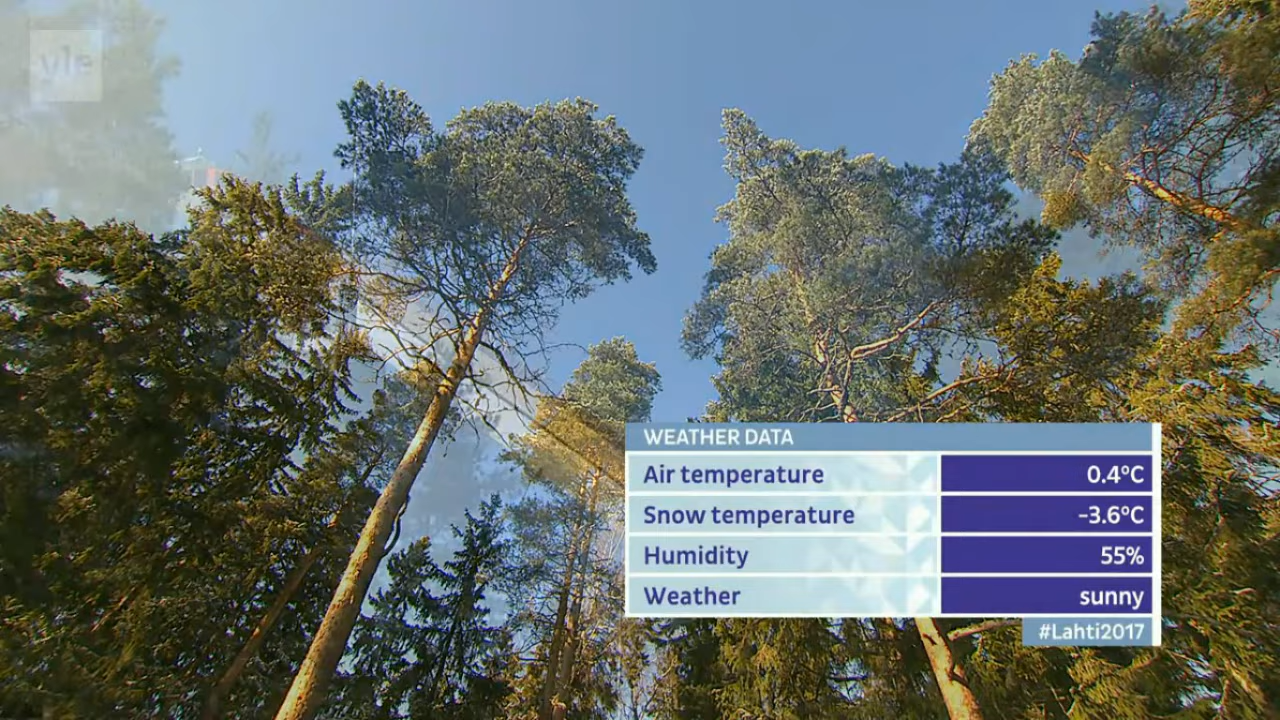 yle
WEATHER DATA
Air temperature 0.4°C
Snow temperature -3.6°C
Humidity 55%
Weather sunny
#Lahti2017